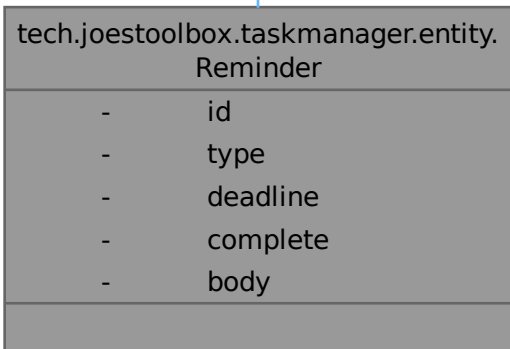 tech.joestoolbox.taskmanager.entity.
Reminder
- id
- type
- deadline
- complete
- body